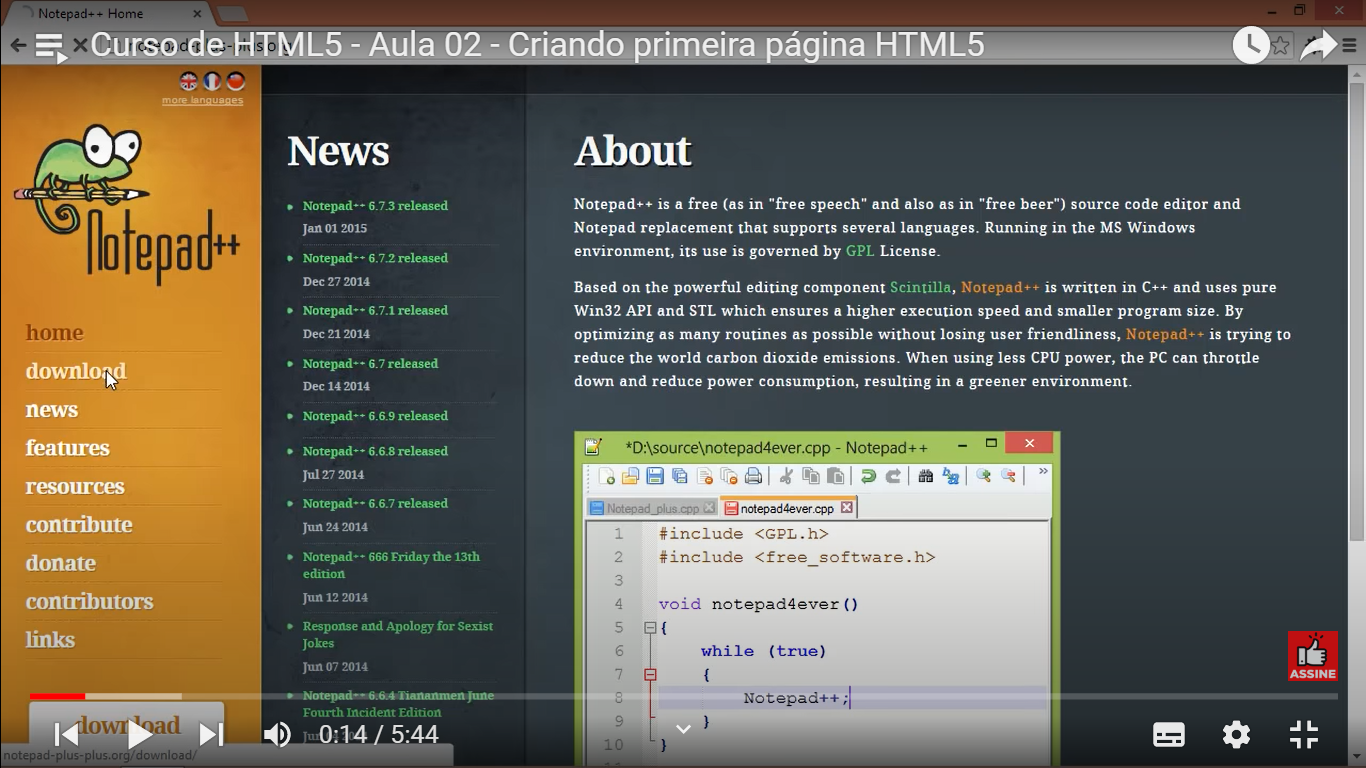 Notepad++ Home
Curso de HTML5 - Aula 02 - Criando primeira página HTML5
more languages
Notepad++
home
download
news
features
resources
contribute
donate
contributors
links
download
News
Notepad++ 6.7.3 released
Jan 01 2015
Notepad++ 6.7.2 released
Dec 27 2014
Notepad++ 6.7.1 released
Dec 21 2014
Notepad++ 6.7 released
Dec 14 2014
Notepad++ 6.6.9 released
Notepad++ 6.6.8 released
Jul 27 2014
Notepad++ 6.6.7 released
Jun 24 2014
Notepad++ 666 Friday the 13th
edition
Jun 12 2014
Response and Apology for Sexist
Jokes
Jun 07 2014
Notepad++ 6.6.4 Tiananmen June
Fourth Incident Edition
About
Notepad++ is a free (as in "free speech" and also as in "free beer") source code editor and
Notepad replacement that supports several languages. Running in the MS Windows
environment, its use is governed by GPL License.
Based on the powerful editing component Scintilla, Notepad++ is written in C++ and uses pure
Win32 API and STL which ensures a higher execution speed and smaller program size. By
optimizing as many routines as possible without losing user friendliness, Notepad++ is trying to
reduce the world carbon dioxide emissions. When using less CPU power, the PC can throttle
down and reduce power consumption, resulting in a greener environment.
*D:\source\notepad4ever.cpp - Notepad++
Notepad_plus.cpp notepad4ever.cpp
1 #include <GPL.h>
2 #include <free_software.h>
3
4 void notepad4ever()
5 {
6 while (true)
7 {
8 Notepad++;
9 }
10 }
ASSINE
0:14 / 5:44
notepad-plus-plus.org/download/